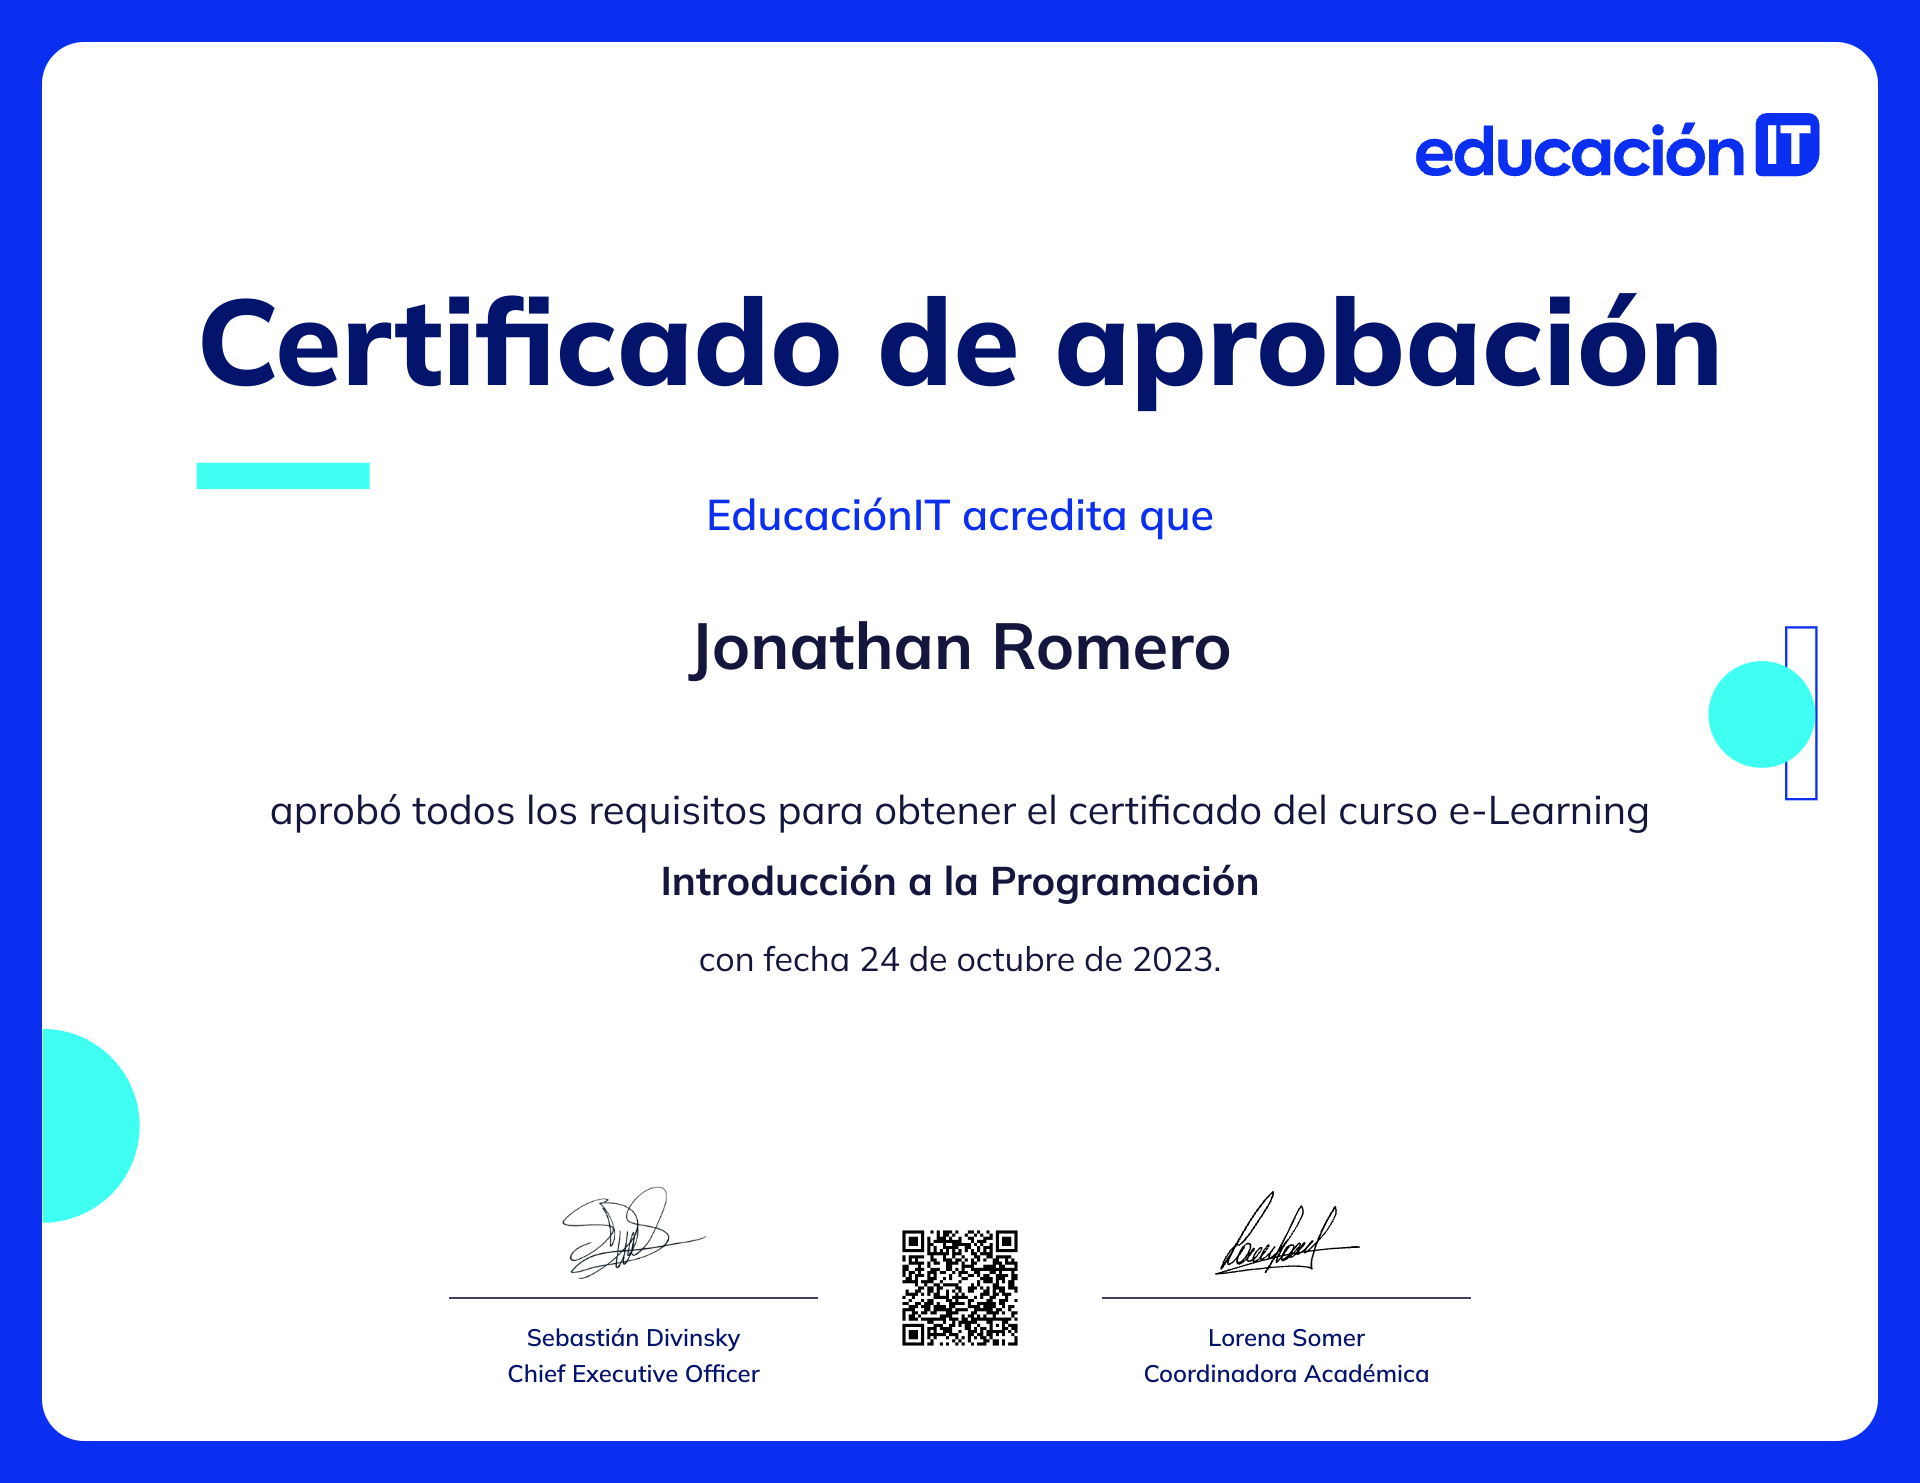 educación IT
Certificado de aprobación
EducaciónIT acredita que
Jonathan Romero
aprobó todos los requisitos para obtener el certificado del curso e-Learning
Introducción a la Programación
con fecha 24 de octubre de 2023.
Sebastián Divinsky
Chief Executive Officer
Lorena Somer
Coordinadora Académica